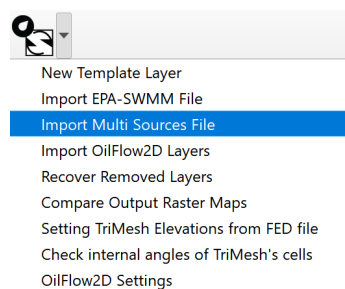 New Template Layer
Import EPA-SWMM File
Import Multi Sources File
Import OilFlow2D Layers
Recover Removed Layers
Compare Output Raster Maps
Setting TriMesh Elevations from FED file
Check internal angles of TriMesh's cells
OilFlow2D Settings